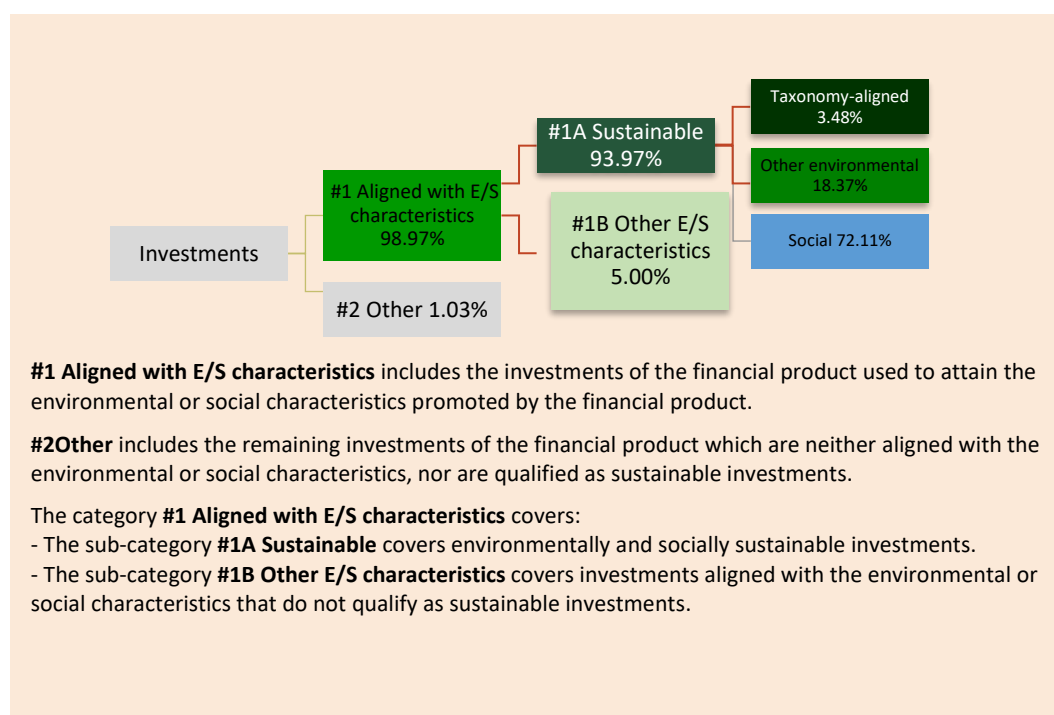 Investments
#1 Aligned with E/S
characteristics
98.97%
#2 Other 1.03%
#1A Sustainable
93.97%
#1B Other E/S
characteristics
5.00%
Taxonomy-aligned
3.48%
Other environmental
18.37%
Social 72.11%
#1 Aligned with E/S characteristics includes the investments of the financial product used to attain the
environmental or social characteristics promoted by the financial product.
#2Other includes the remaining investments of the financial product which are neither aligned with the
environmental or social characteristics, nor are qualified as sustainable investments.
The category #1 Aligned with E/S characteristics covers:
- The sub-category #1A Sustainable covers environmentally and socially sustainable investments.
- The sub-category #1B Other E/S characteristics covers investments aligned with the environmental or
social characteristics that do not qualify as sustainable investments.